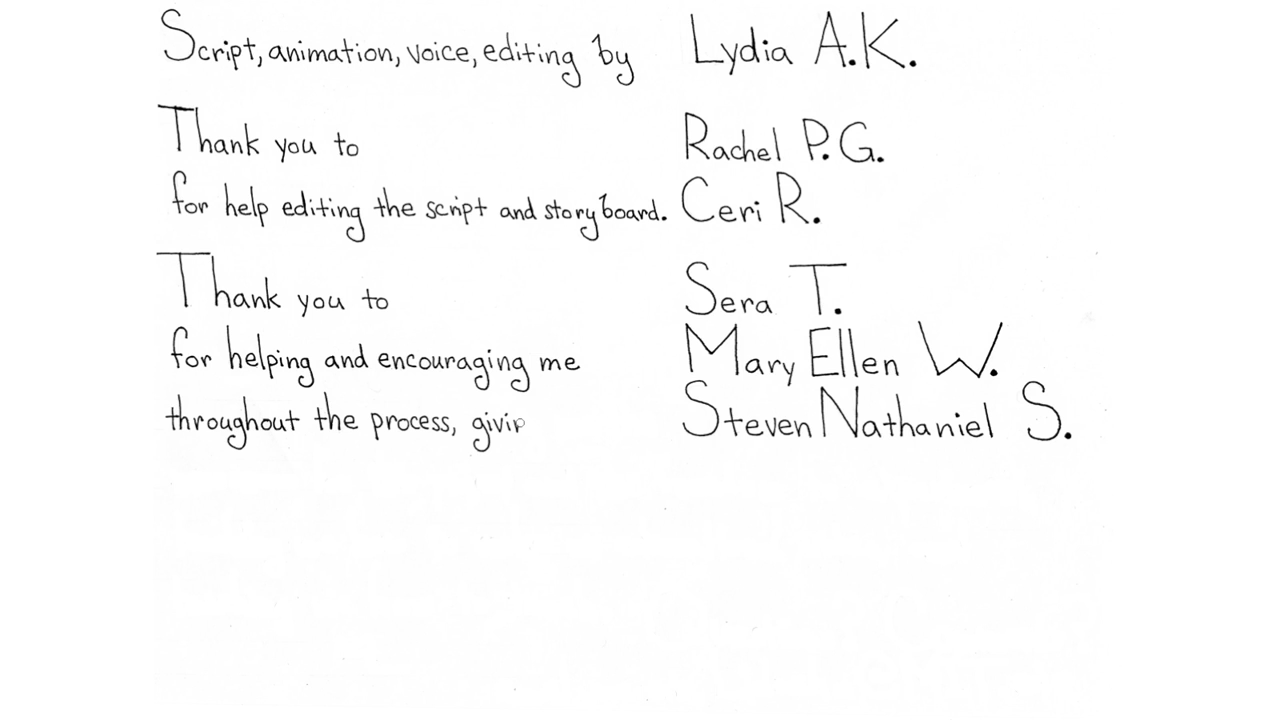 Script, animation, voice, editing by Lydia A.K.
Thank you to Rachel P.G.
for help editing the script and storyboard. Ceri R.
Thank you to Sera T.
for helping and encouraging me Mary Ellen W.
throughout the process, Steven Nathaniel S.